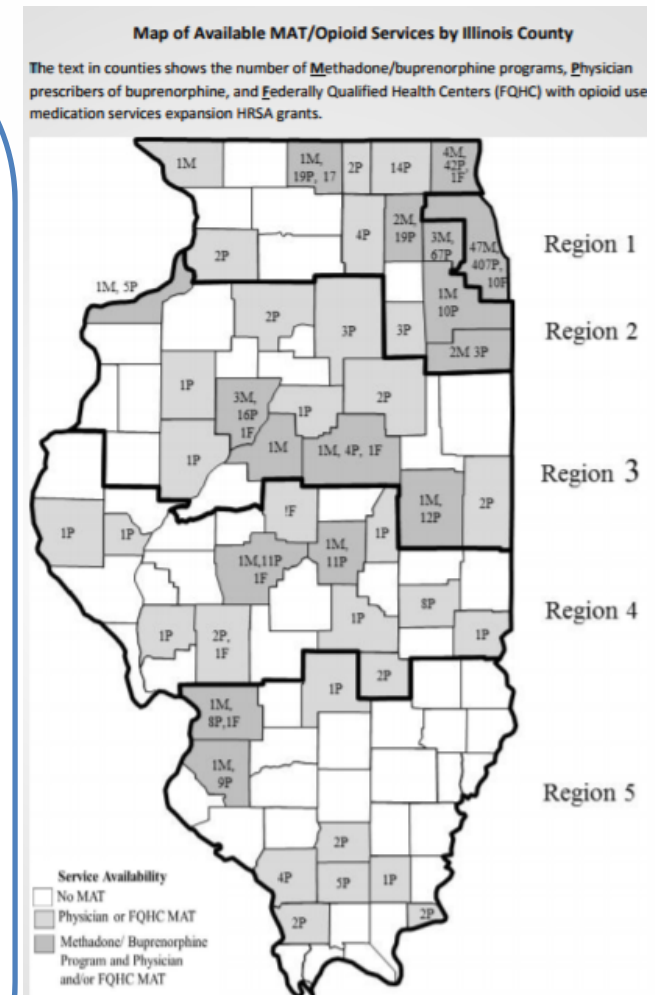 Map of Available MAT/Opioid Services by Illinois County
The text in counties shows the number of Methadone/buprenorphine programs, Physician
prescribers of buprenorphine, and Federally Qualified Health Centers (FQHC) with opioid use
medication services expansion HRSA grants.
1M
1M,
19P, 17
2P
14P
4M,
42P,
1F
2P
4P
2M,
19P
3M,
67P
47M,
407P,
10F
Region 1
1M, 5P
2P
3P
3P
1M
10P
2M 3P
Region 2
1P
3M,
16P
1F
1P
2P
1P
1M
1M, 4P, 1F
1M,
12P
2P
Region 3
1P
1P
!F
1M,11P
1F
1M,
11P
1P
8P
1P
1P
2P,
1F
1P
Region 4
1P
2P
1M,
8P,1F
1M,
9P
Region 5
2P
4P
5P
1P
2P
2P
Service Availability
No MAT
Physician or FQHC MAT
Methadone/ Buprenorphine
Program and Physician
and/or FQHC MAT